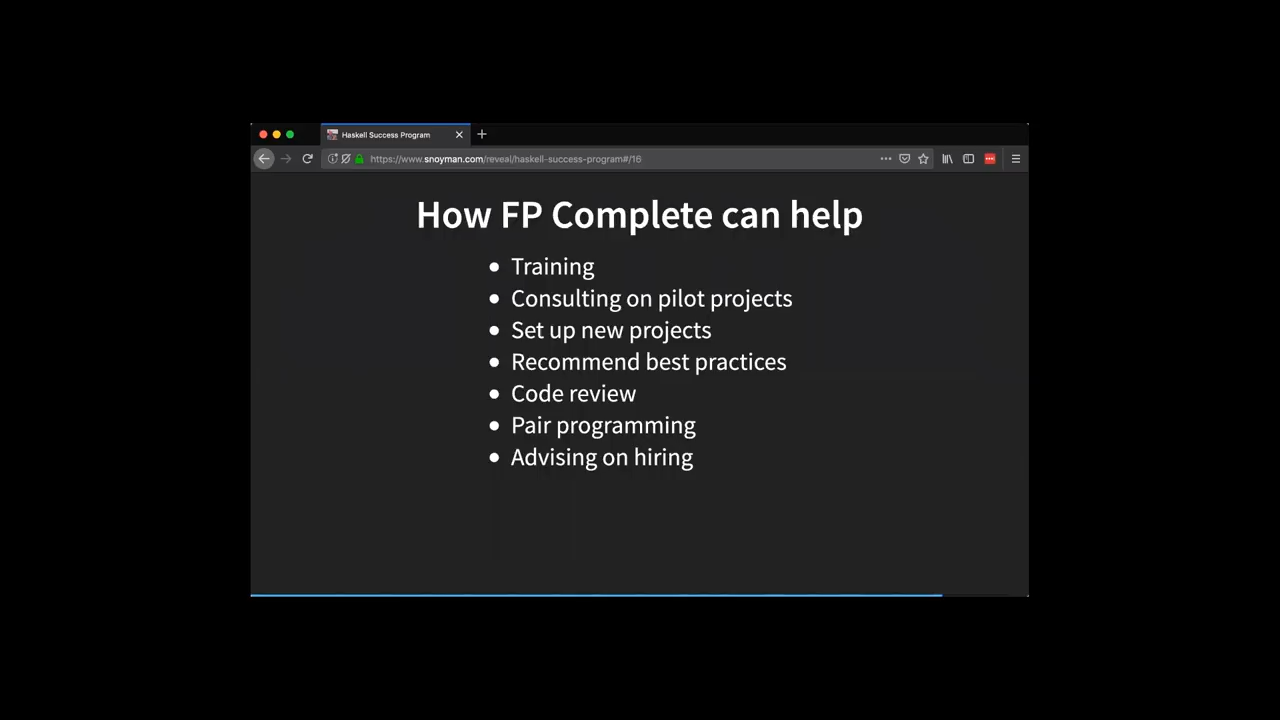 Haskell Success Program
https://www.snoyman.com/reveal/haskell-success-program#/16
How FP Complete can help
Training
Consulting on pilot projects
Set up new projects
Recommend best practices
Code review
Pair programming
Advising on hiring